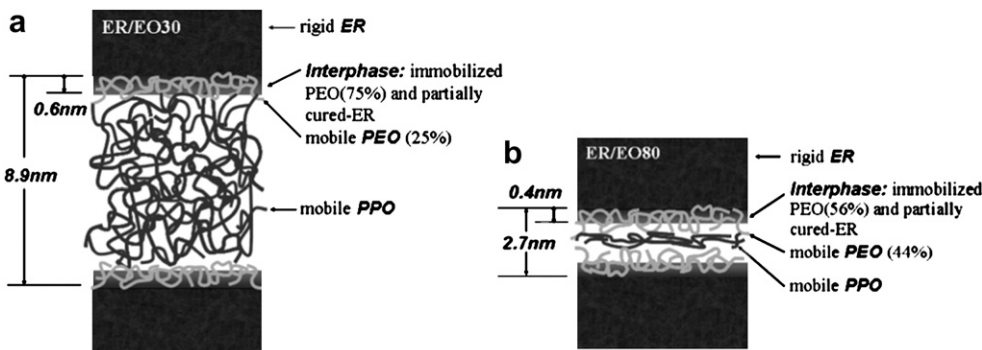 a
ER/EO30
rigid ER
Interphase: immobilized
PEO(75%) and partially
cured-ER
0.6nm
mobile PEO (25%)
8.9nm
mobile PPO
b
ER/EO80
rigid ER
0.4nm
Interphase: immobilized
PEO(56%) and partially
cured-ER
2.7nm
mobile PEO (44%)
mobile PPO